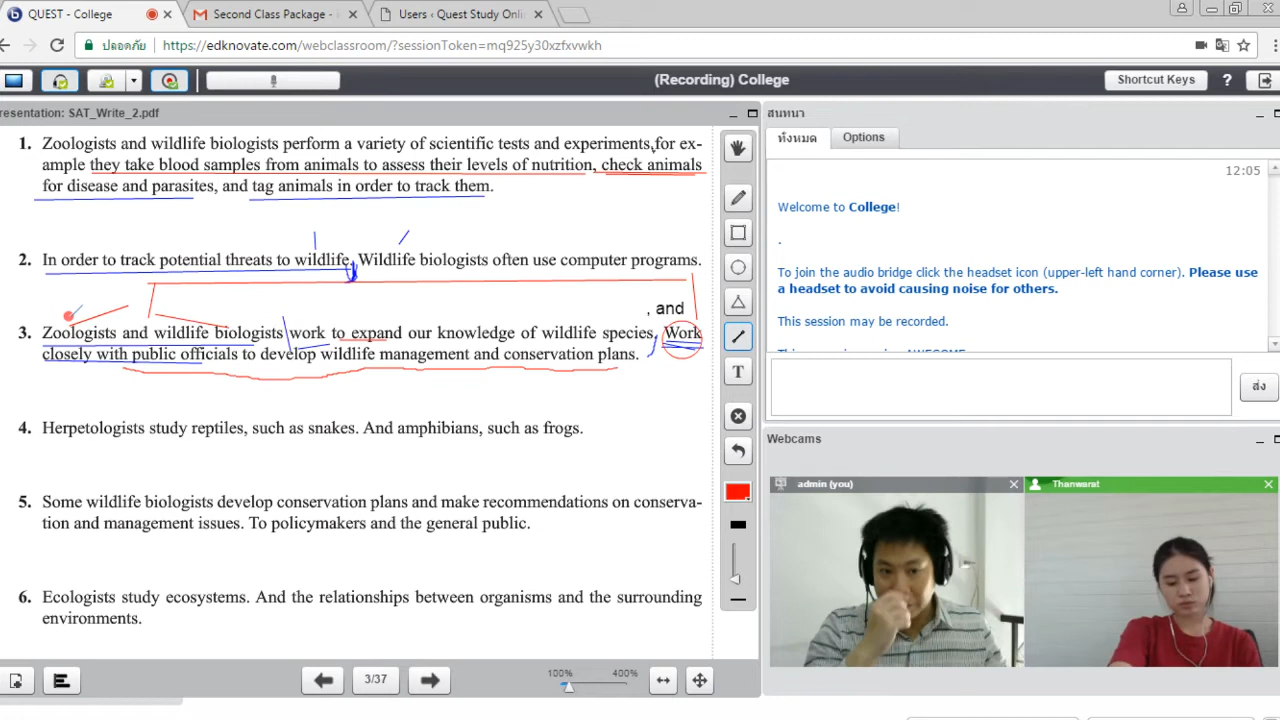 QUEST - College
Second Class Package -
Users ‹ Quest Study Onli
ปลอดภัย
https://edknovate.com/webclassroom/?sessionToken=mq925y30xzfxvwkh
(Recording) College
Shortcut Keys
?
resentation: SAT_Write_2.pdf
1. Zoologists and wildlife biologists perform a variety of scientific tests and experiments,for ex-
ample they take blood samples from animals to assess their levels of nutrition, check animals
for disease and parasites, and tag animals in order to track them.
2. In order to track potential threats to wildlife, Wildlife biologists often use computer programs.
, and
3. Zoologists and wildlife biologists work to expand our knowledge of wildlife species. Work
closely with public officials to develop wildlife management and conservation plans.
4. Herpetologists study reptiles, such as snakes. And amphibians, such as frogs.
5. Some wildlife biologists develop conservation plans and make recommendations on conserva-
tion and management issues. To policymakers and the general public.
6. Ecologists study ecosystems. And the relationships between organisms and the surrounding
environments.
T
3/37
100%
400%
สนทนา
ทั้งหมด
Options
12:05
Welcome to College!
.
To join the audio bridge click the headset icon (upper-left hand corner). Please use
a headset to avoid causing noise for others.
This session may be recorded.
ส่ง
Webcams
admin (you)
Thanwarat